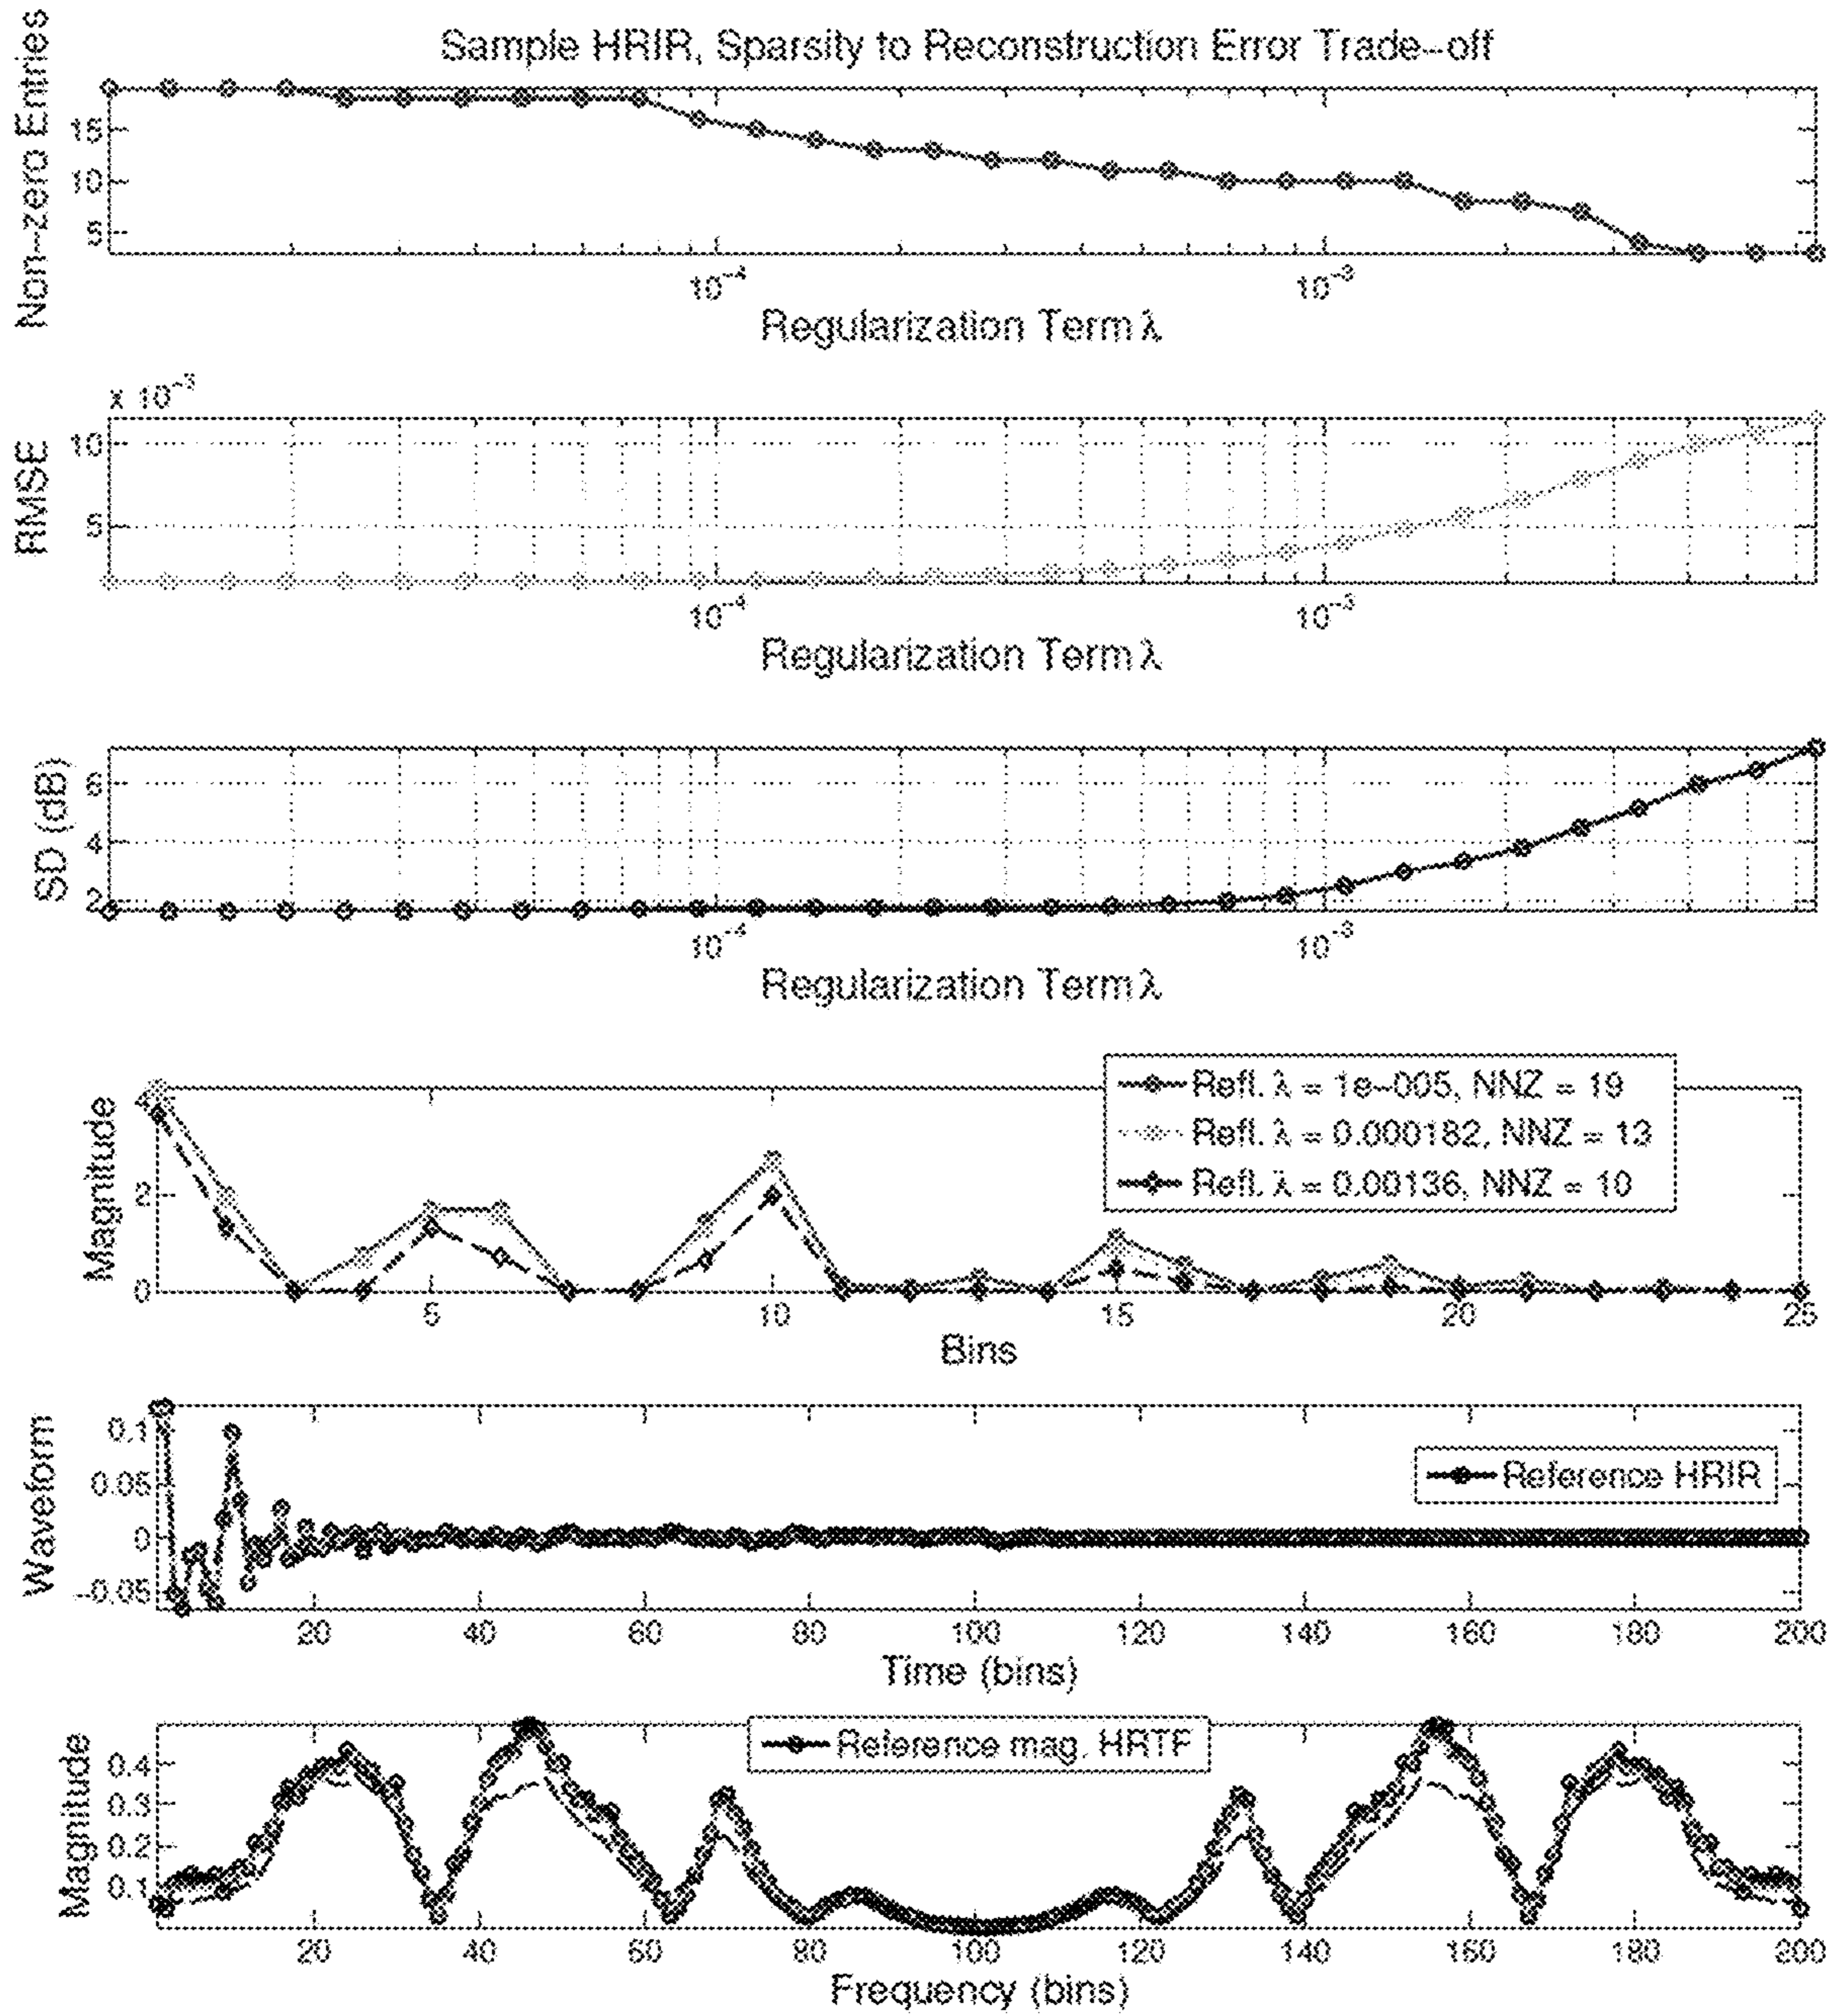 Sample HRIR, Sparsity to Reconstruction Error Trade-off
Non-zero Entries
15
10
5
10^-4
10^-3
Regularization Term λ
x 10^-3
RMSE
10
5
10^-4
10^-3
Regularization Term λ
SD (dB)
6
4
2
10^-4
10^-3
Regularization Term λ
Magnitude
4
2
0
Refl. λ = 1e-005, NNZ = 19
Refl. λ = 0.000182, NNZ = 13
Refl. λ = 0.00136, NNZ = 10
5
10
15
20
25
Bins
Waveform
0.1
0.05
0
-0.05
Reference HRIR
20
40
60
80
100
120
140
160
180
200
Time (bins)
Magnitude
0.4
0.3
0.2
0.1
Reference mag. HRTF
20
40
60
80
100
120
140
160
180
200
Frequency (bins)